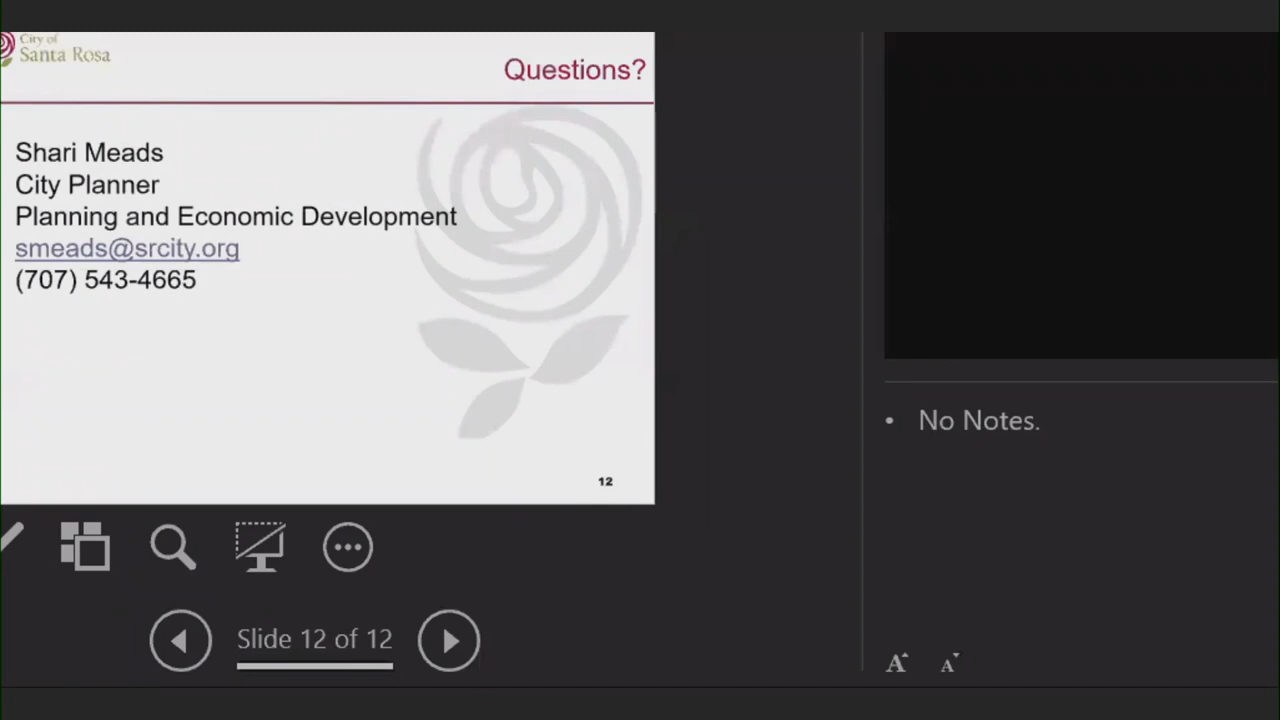 City of
Santa Rosa
Questions?
Shari Meads
City Planner
Planning and Economic Development
smeads@srcity.org
(707) 543-4665
12
• No Notes.
Slide 12 of 12
A A